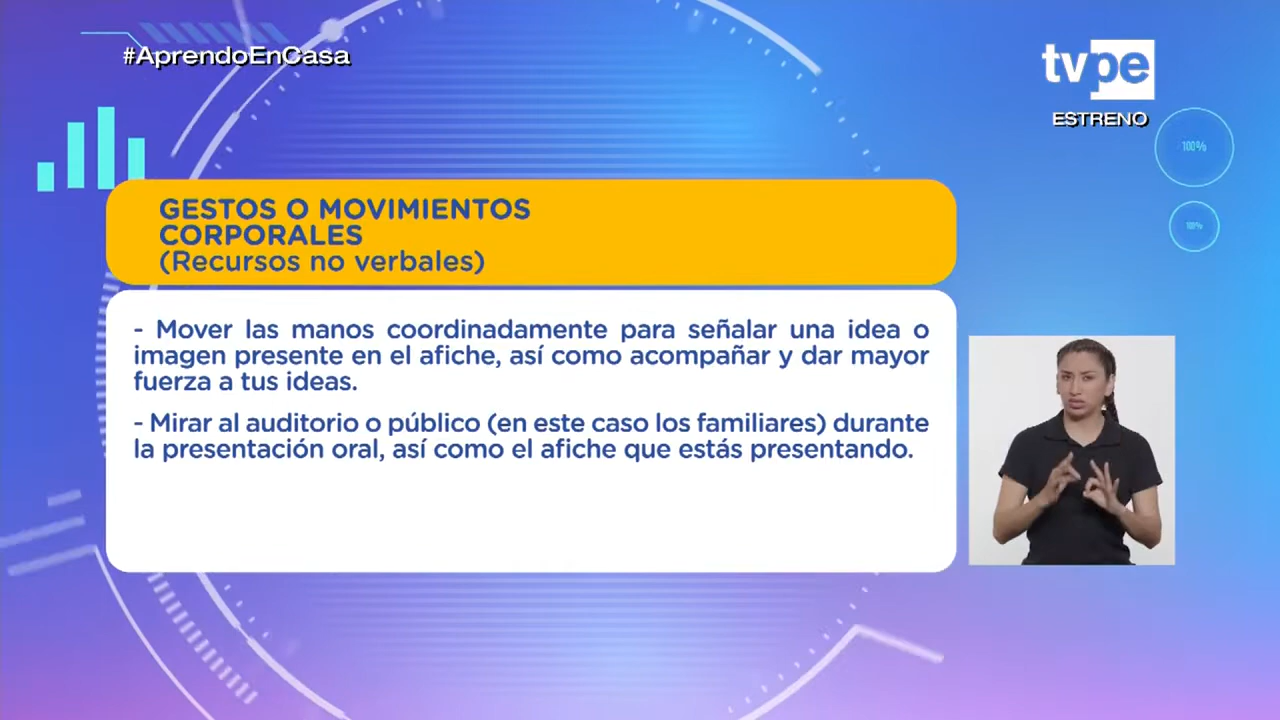 #AprendoEnCasa
tvpe
ESTRENO
100%
100%
GESTOS O MOVIMIENTOS
CORPORALES
(Recursos no verbales)
- Mover las manos coordinadamente para señalar una idea o
imagen presente en el afiche, así como acompañar y dar mayor
fuerza a tus ideas.
- Mirar al auditorio o público (en este caso los familiares) durante
la presentación oral, así como el afiche que estás presentando.